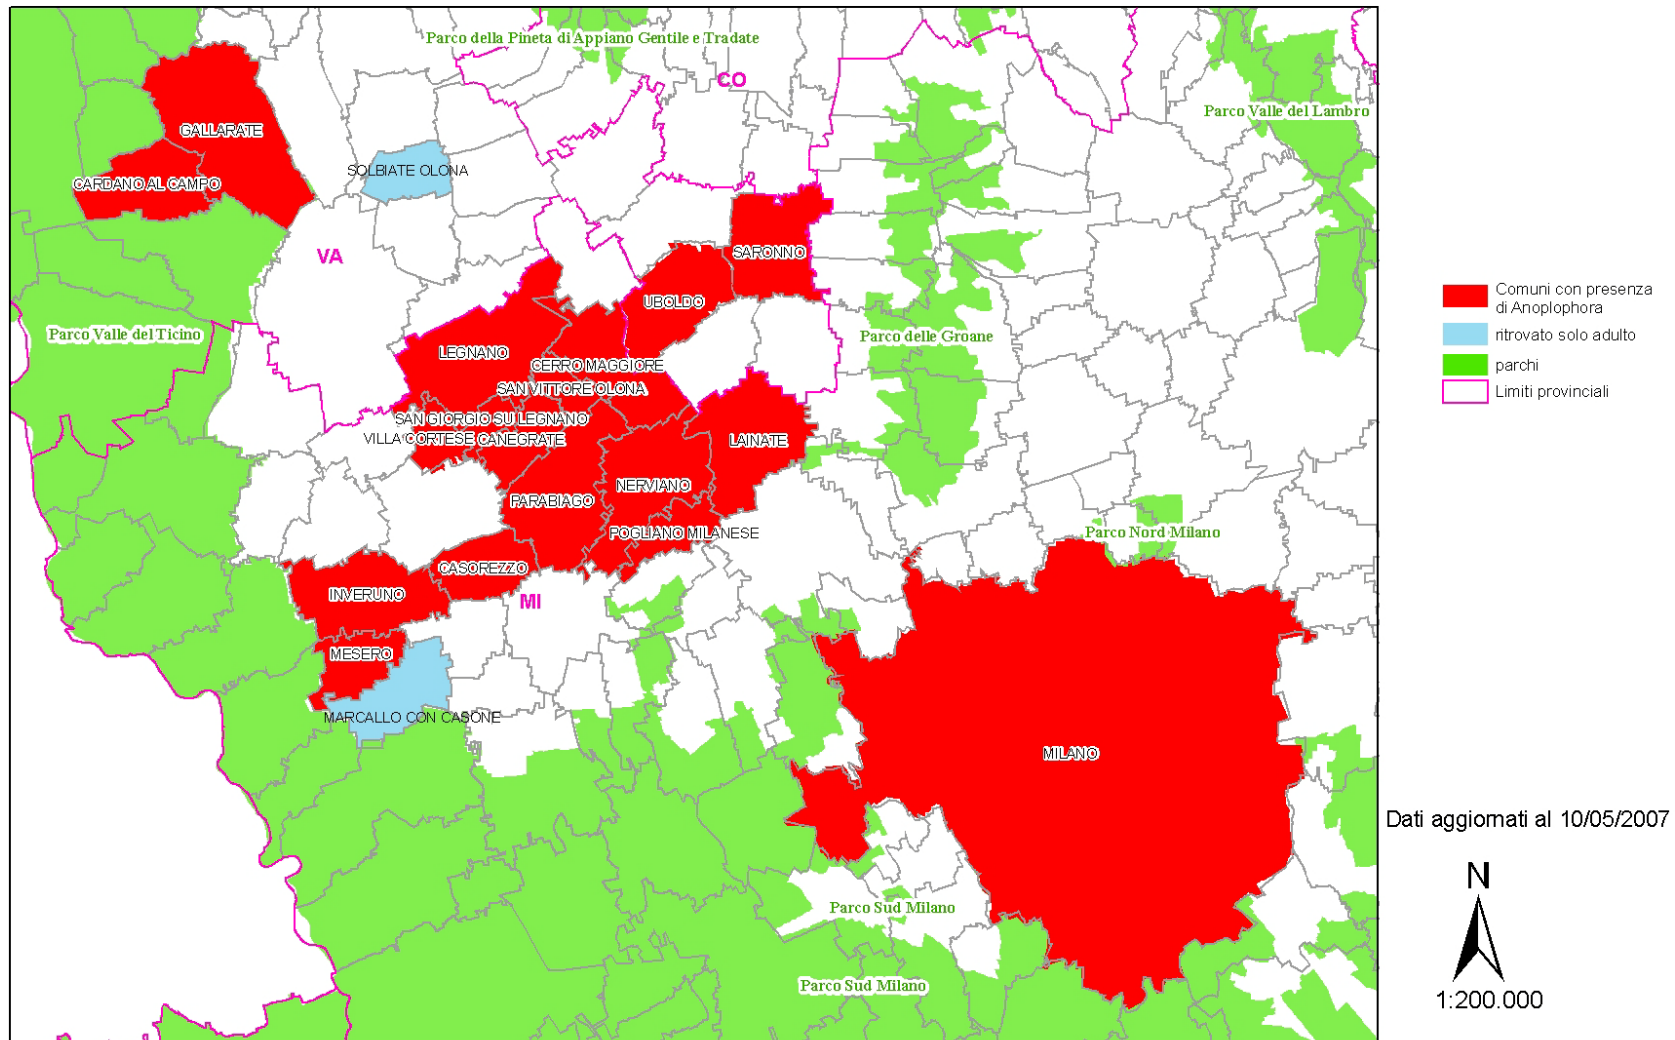 Parco della Pineta di Appiano Gentile e Tradate
CO
Parco Valle del Lambro
GALLARATE
SOLBIATE OLONA
CARDANO AL CAMPO
VA
SARONNO
UBOLDO
Parco Valle del Ticino
Parco delle Groane
LEGNANO
CERRO MAGGIORE
SAN VITTORE OLONA
SAN GIORGIO SU LEGNANO
VILLA CORTESE
CANEGRATE
LAINATE
NERVIANO
PARABIAGO
POGLIANO MILANESE
Parco Nord Milano
CASOREZZO
INVERUNO
MI
MESERO
MARCALLO CON CASONE
MILANO
Parco Sud Milano
Parco Sud Milano
Comuni con presenza
di Anoplophora
ritrovato solo adulto
parchi
Limiti provinciali
Dati aggiornati al 10/05/2007
N
1:200.000